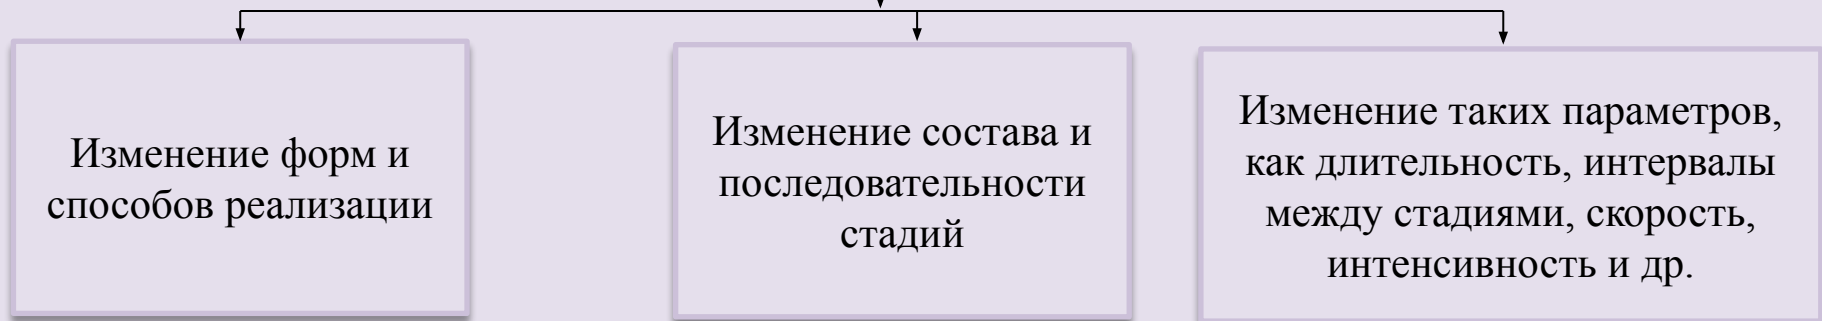 Изменение форм и
способов реализации
Изменение состава и
последовательности
стадий
Изменение таких параметров,
как длительность, интервалы
между стадиями, скорость,
интенсивность и др.